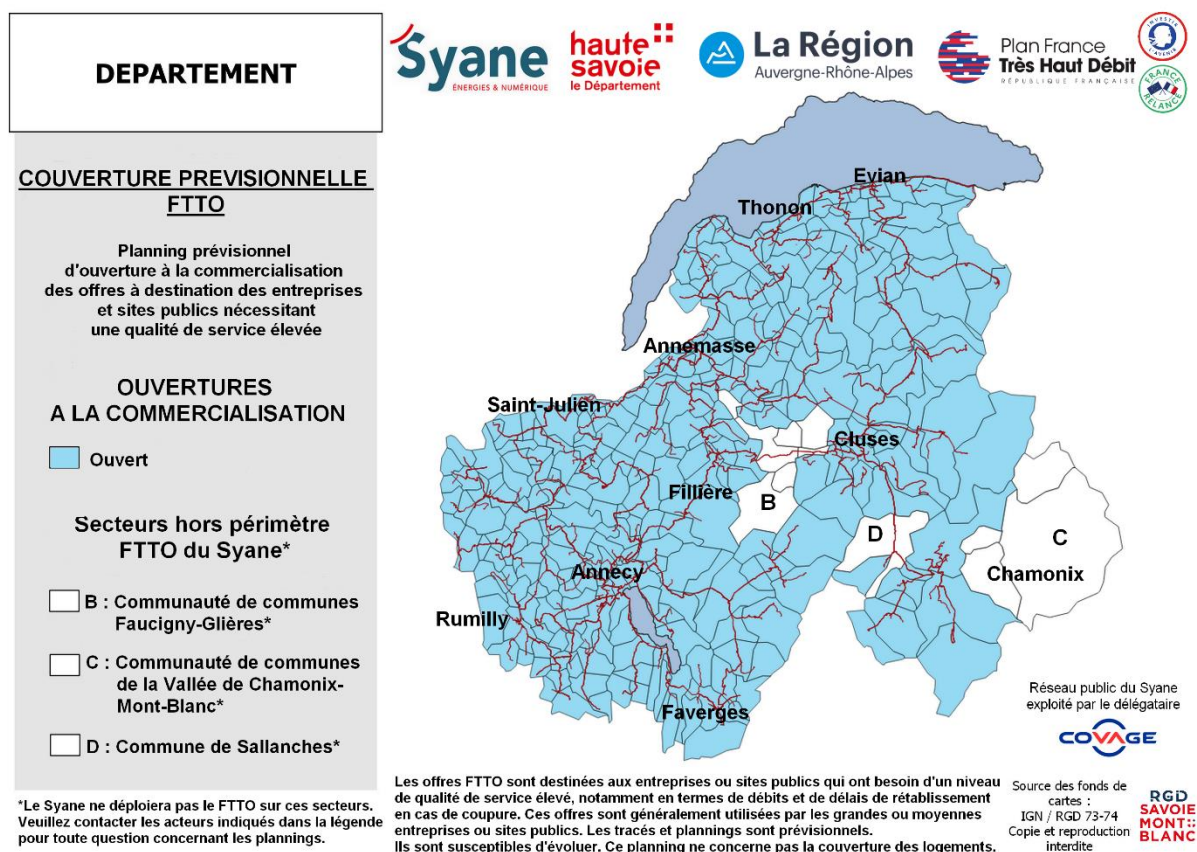 DEPARTEMENT
Syane
ÉNERGIES & NUMÉRIQUE
haute
savoie
le Département
La Région
Auvergne-Rhône-Alpes
Plan France
Très Haut Débit
RÉPUBLIQUE FRANÇAISE
INVESTIR
L'AVENIR
FRANCE
RELANCE
COUVERTURE PREVISIONNELLE
FTTO
Planning prévisionnel
d'ouverture à la commercialisation
des offres à destination des entreprises
et sites publics nécessitant
une qualité de service élevée
OUVERTURES
A LA COMMERCIALISATION
Ouvert
Secteurs hors périmètre
FTTO du Syane*
B : Communauté de communes
Faucigny-Glières*
C : Communauté de communes
de la Vallée de Chamonix-
Mont-Blanc*
D : Commune de Sallanches*
*Le Syane ne déploiera pas le FTTO sur ces secteurs.
Veuillez contacter les acteurs indiqués dans la légende
pour toute question concernant les plannings.
Evian
Thonon
Annemasse
Saint-Julien
Cluses
Fillière
B
D
C
Chamonix
Annecy
Rumilly
Faverges
Les offres FTTO sont destinées aux entreprises ou sites publics qui ont besoin d'un niveau
de qualité de service élevé, notamment en termes de débits et de délais de rétablissement
en cas de coupure. Ces offres sont généralement utilisées par les grandes ou moyennes
entreprises ou sites publics. Les tracés et plannings sont prévisionnels.
Ils sont susceptibles d'évoluer. Ce planning ne concerne pas la couverture des logements.
Réseau public du Syane
exploité par le délégataire
COVAGE
Source des fonds de
cartes :
IGN / RGD 73-74
Copie et reproduction
interdite
RGD
SAVOIE
MONT
BLANC